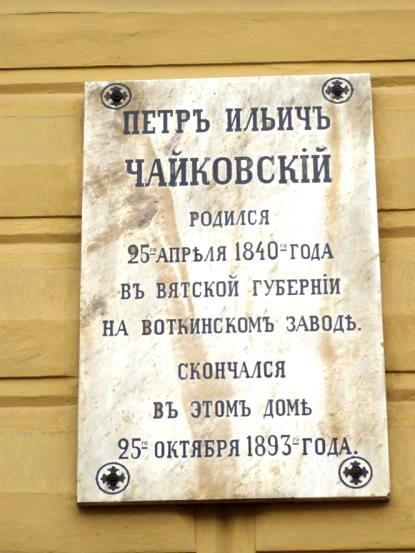 ПЕТРЪ ИЛЬИЧЪ
ЧАЙКОВСКІЙ
РОДИЛСЯ
25го АПРѢЛЯ 1840го ГОДА
ВЪ ВЯТСКОЙ ГУБЕРНІИ
НА ВОТКИНСКОМЪ ЗАВОДѢ.
СКОНЧАЛСЯ
ВЪ ЭТОМЪ ДОМѢ
25го ОКТЯБРЯ 1893го ГОДА.